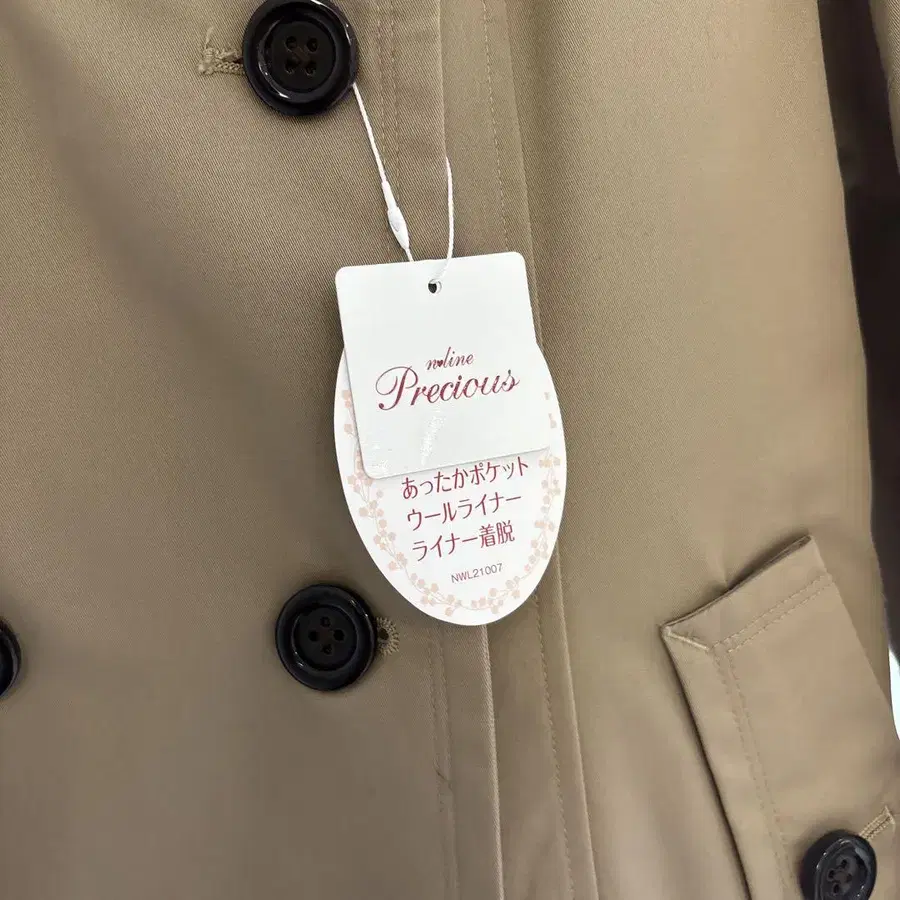 n♥line
Precious
あったかポケット
ウールライナー
ライナー着脱
NWL21007